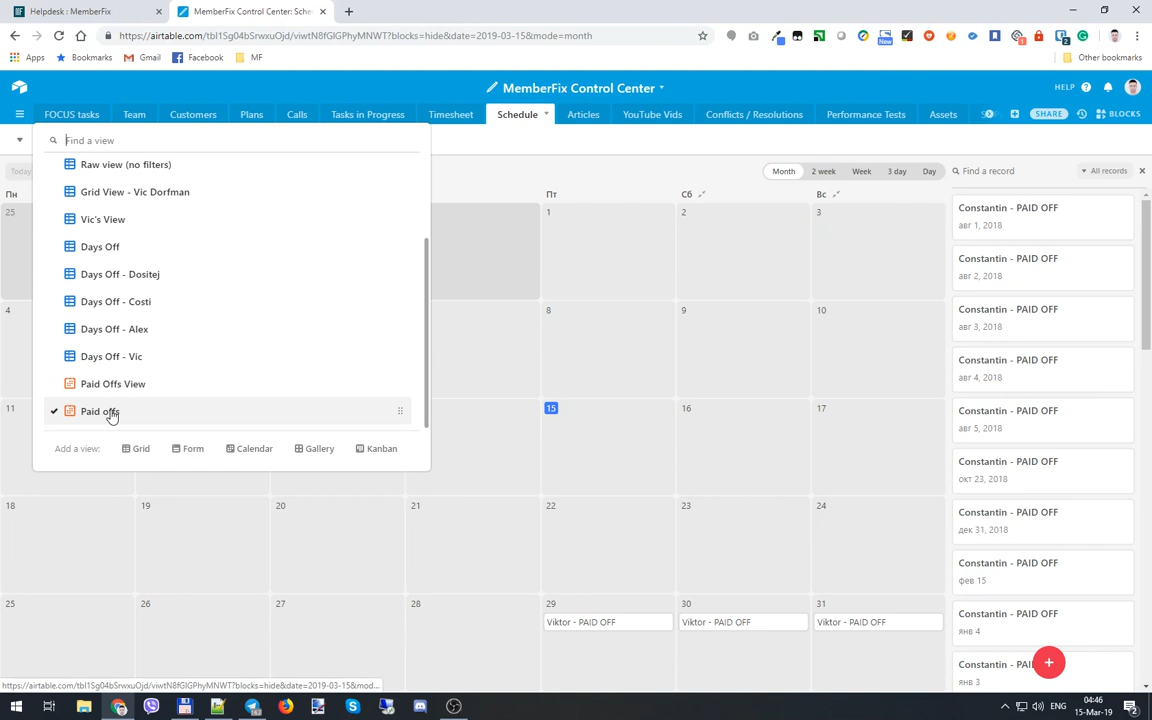 Helpdesk : MemberFix
MemberFix Control Center: Sche
https://airtable.com/tbl1Sg04bSrwxuOjd/viwtN8fGlGPhyMNWT?blocks=hide&date=2019-03-15&mode=month
Apps
Bookmarks
Gmail
Facebook
MF
Other bookmarks
MemberFix Control Center
HELP
FOCUS tasks
Team
Customers
Plans
Calls
Tasks in Progress
Timesheet
Schedule
Articles
YouTube Vids
Conflicts / Resolutions
Performance Tests
Assets
SHARE
BLOCKS
Find a view
Raw view (no filters)
Grid View - Vic Dorfman
Vic's View
Days Off
Days Off - Dositej
Days Off - Costi
Days Off - Alex
Days Off - Vic
Paid Offs View
Paid offs
Add a view:
Grid
Form
Calendar
Gallery
Kanban
Today
Month
2 week
Week
3 day
Day
Find a record
All records
Пн
Пт
Сб
Вс
25
1
2
3
4
8
9
10
11
15
16
17
18
19
20
21
22
23
24
25
26
27
28
29
30
31
Viktor - PAID OFF
Viktor - PAID OFF
Viktor - PAID OFF
Constantin - PAID OFF
авг 1, 2018
Constantin - PAID OFF
авг 2, 2018
Constantin - PAID OFF
авг 3, 2018
Constantin - PAID OFF
авг 4, 2018
Constantin - PAID OFF
авг 5, 2018
Constantin - PAID OFF
окт 23, 2018
Constantin - PAID OFF
дек 31, 2018
Constantin - PAID OFF
фев 15
Constantin - PAID OFF
янв 4
Constantin - PAI
янв 3
https://airtable.com/tbl1Sg04bSrwxuOjd/viwtN8fGlGPhyMNWT?blocks=hide&date=2019-03-15&mod...
ENG
04:46
15-Mar-19